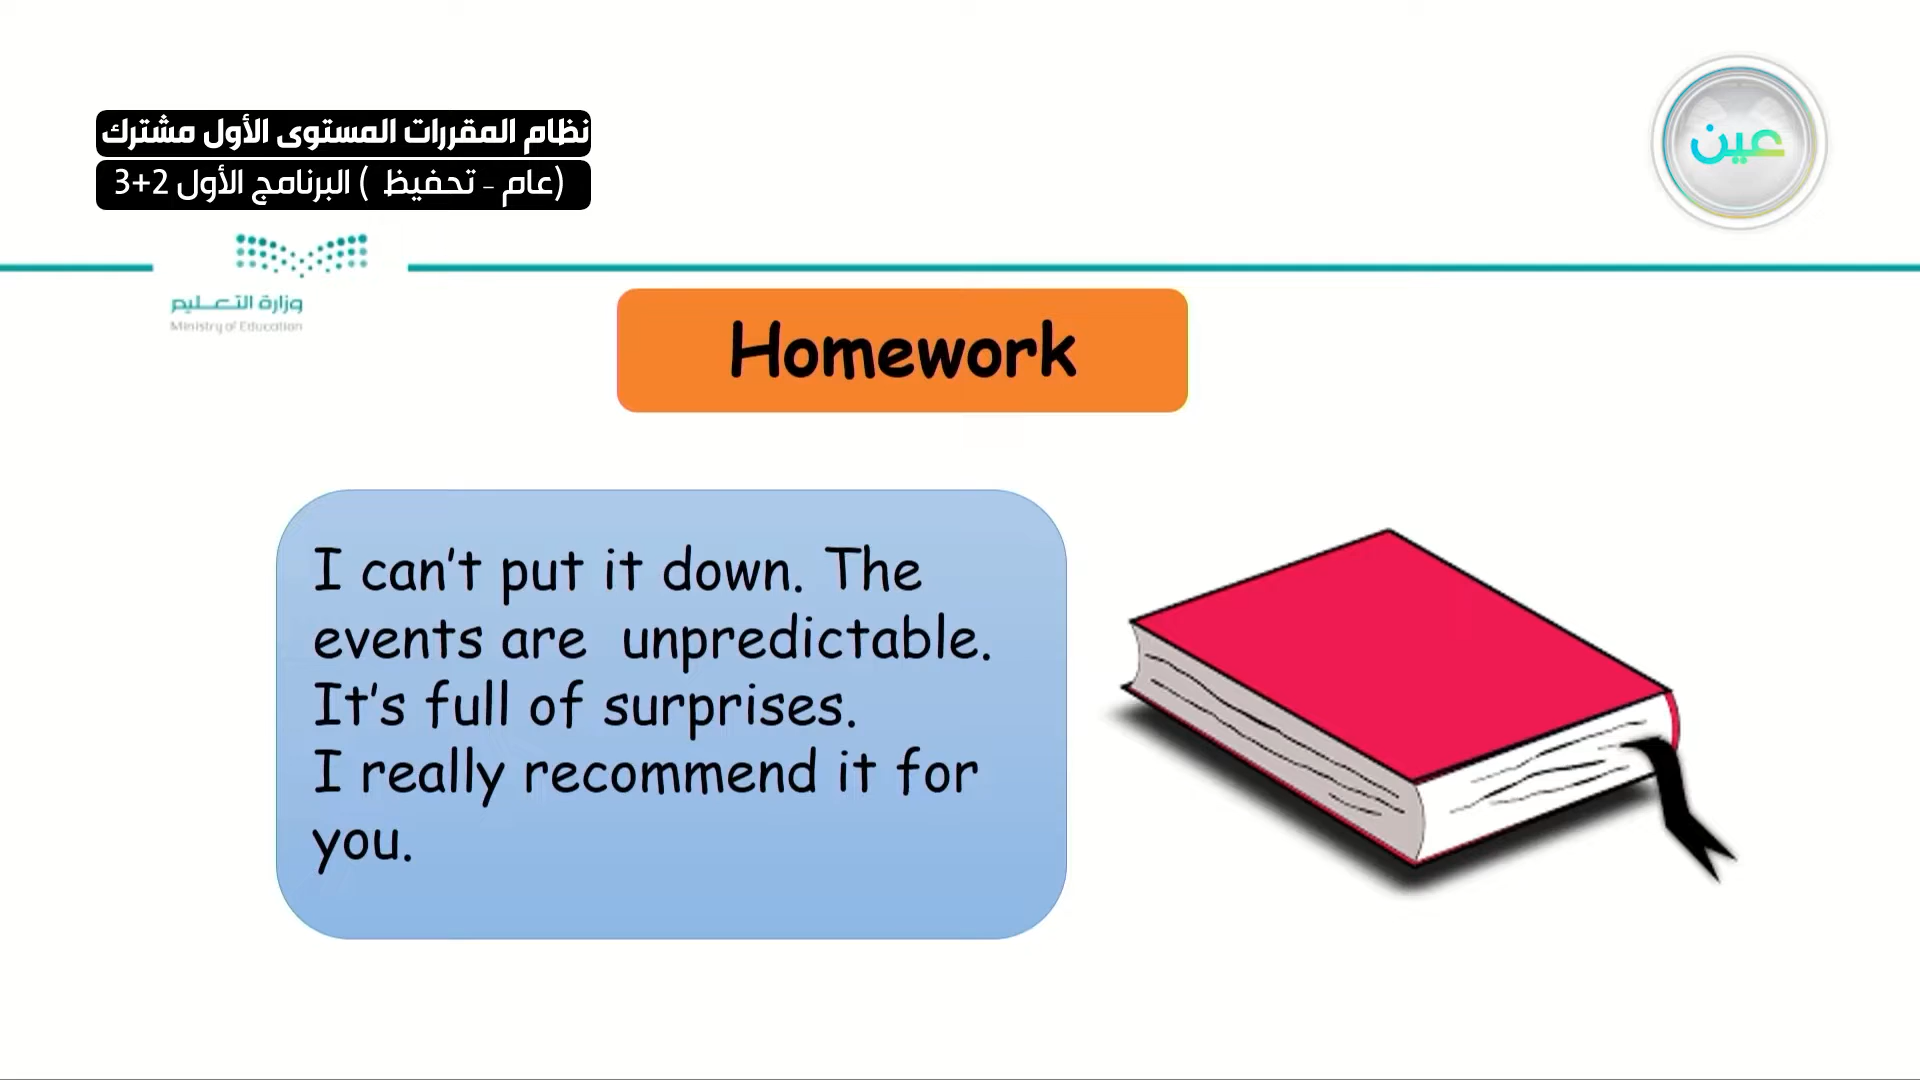 نظام المقررات المستوى الأول مشترك
(عام - تحفيظ ) البرنامج الأول 2+3
عين
وزارة التعليم
Ministry of Education
Homework
I can't put it down. The
events are unpredictable.
It's full of surprises.
I really recommend it for
you.